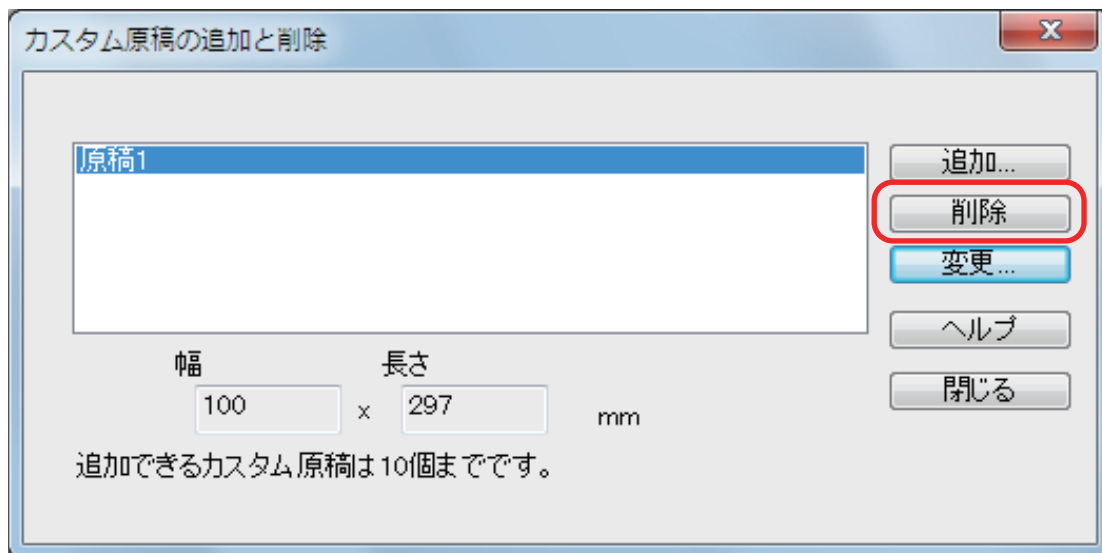 カスタム原稿の追加と削除
原稿1
追加...
削除
変更...
ヘルプ
閉じる
幅 長さ
100 x 297 mm
追加できるカスタム原稿は10個までです。